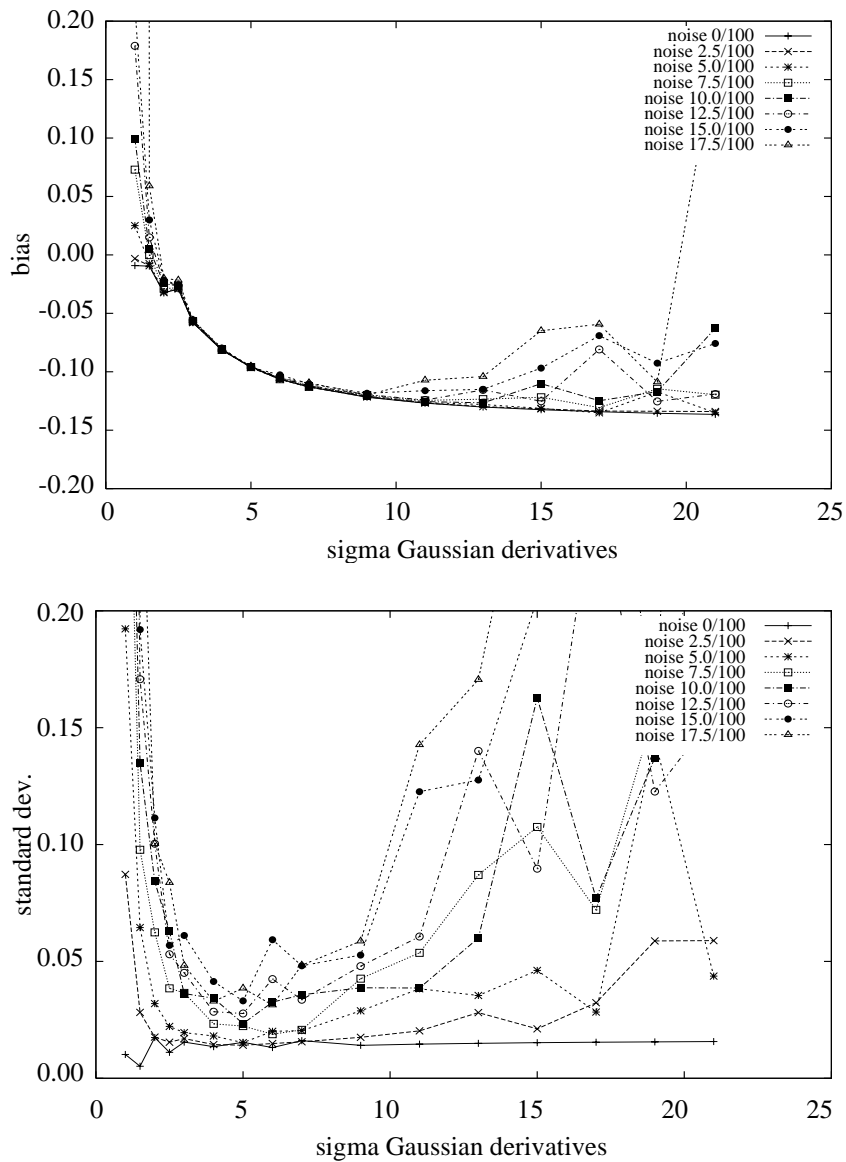 0.20
0.15
0.10
0.05
0.00
-0.05
-0.10
-0.15
-0.20
bias
0 5 10 15 20 25
sigma Gaussian derivatives
noise 0/100
noise 2.5/100
noise 5.0/100
noise 7.5/100
noise 10.0/100
noise 12.5/100
noise 15.0/100
noise 17.5/100
0.20
0.15
0.10
0.05
0.00
standard dev.
0 5 10 15 20 25
sigma Gaussian derivatives
noise 0/100
noise 2.5/100
noise 5.0/100
noise 7.5/100
noise 10.0/100
noise 12.5/100
noise 15.0/100
noise 17.5/100